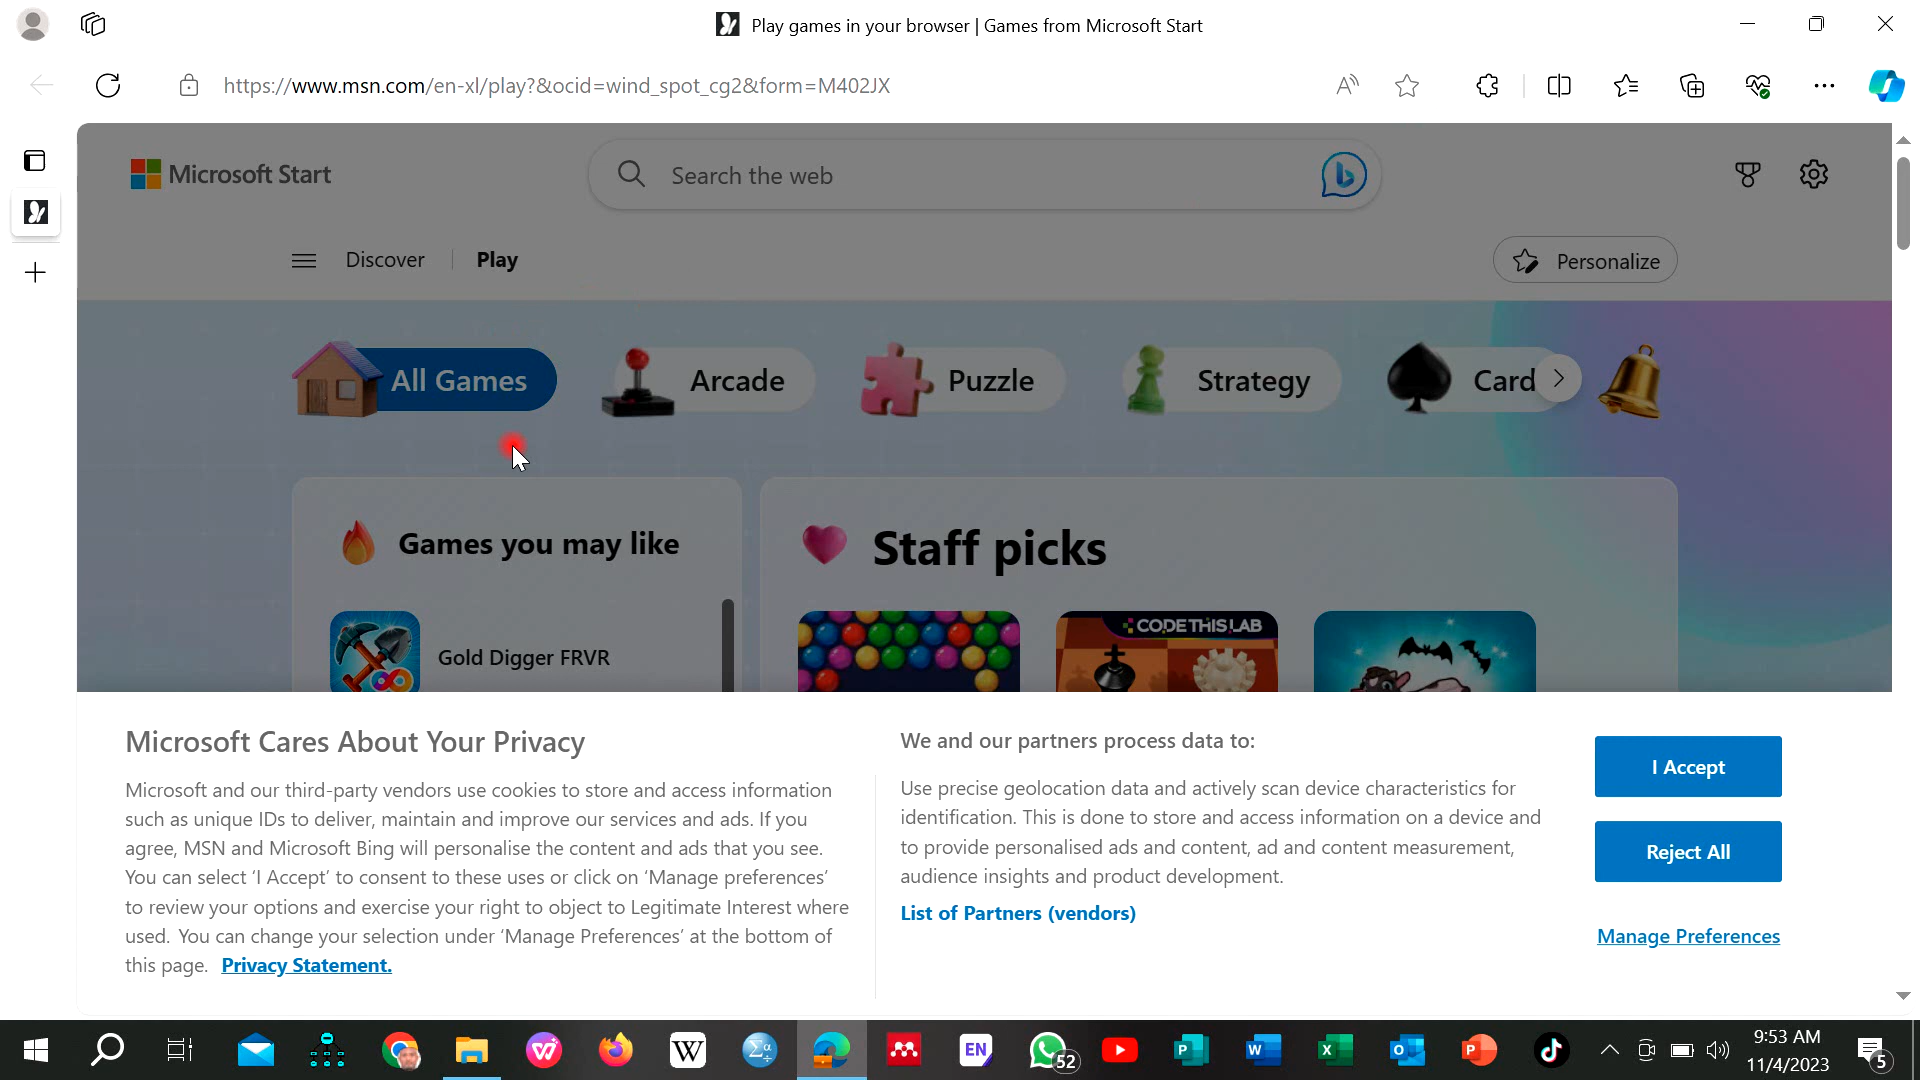 Play games in your browser | Games from Microsoft Start
https://www.msn.com/en-xl/play?&ocid=wind_spot_cg2&form=M402JX
Microsoft Start
Search the web
Discover
Play
Personalize
All Games
Arcade
Puzzle
Strategy
Card
Games you may like
Staff picks
Gold Digger FRVR
CODETHISLAB
Microsoft Cares About Your Privacy
Microsoft and our third-party vendors use cookies to store and access information
such as unique IDs to deliver, maintain and improve our services and ads. If you
agree, MSN and Microsoft Bing will personalise the content and ads that you see.
You can select ‘I Accept’ to consent to these uses or click on ‘Manage preferences’
to review your options and exercise your right to object to Legitimate Interest where
used. You can change your selection under ‘Manage Preferences’ at the bottom of
this page. Privacy Statement.
We and our partners process data to:
Use precise geolocation data and actively scan device characteristics for
identification. This is done to store and access information on a device and
to provide personalised ads and content, ad and content measurement,
audience insights and product development.
List of Partners (vendors)
I Accept
Reject All
Manage Preferences
W
EN
52
P
W
X
P
9:53 AM
11/4/2023
5